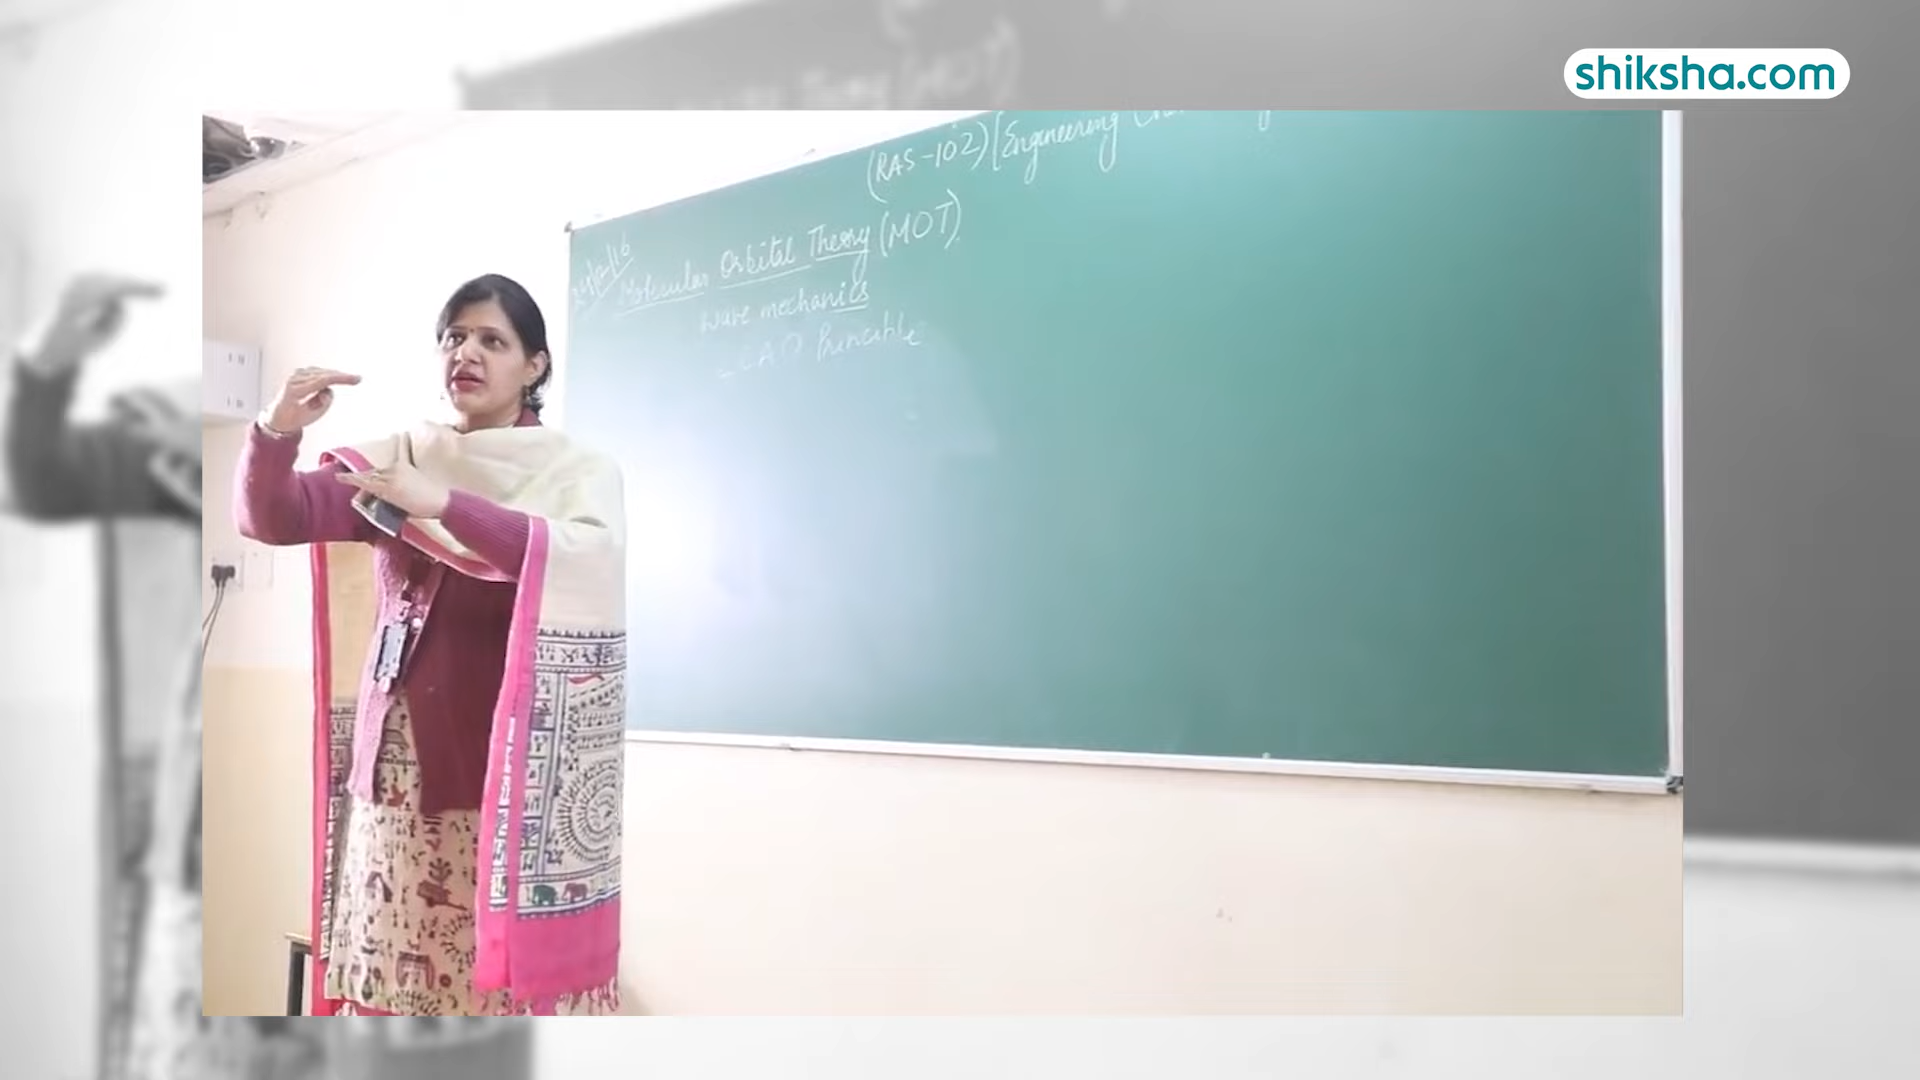 shiksha.com
(RAS-102) [Engineering
Molecular Orbital Theory (MOT)
Wave mechanics
LCAO Principle